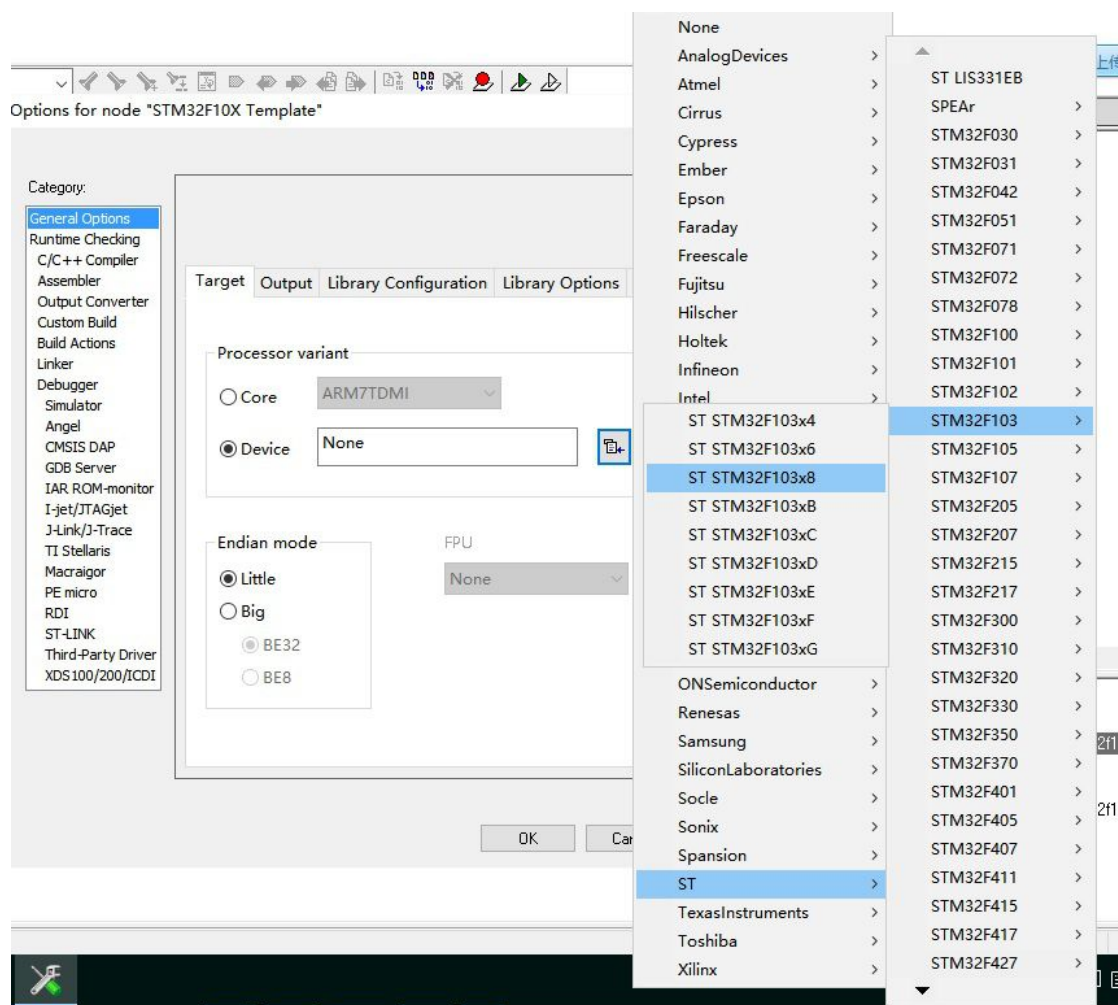 Options for node "STM32F10X Template"
Category:
General Options
Runtime Checking
C/C++ Compiler
Assembler
Output Converter
Custom Build
Build Actions
Linker
Debugger
Simulator
Angel
CMSIS DAP
GDB Server
IAR ROM-monitor
I-jet/JTAGjet
J-Link/J-Trace
TI Stellaris
Macraigor
PE micro
RDI
ST-LINK
Third-Party Driver
XDS100/200/ICDI
Target Output Library Configuration Library Options
Processor variant
Core ARM7TDMI
Device None
Endian mode
Little
Big
BE32
BE8
FPU
None
OK
None
AnalogDevices
Atmel
Cirrus
Cypress
Ember
Epson
Faraday
Freescale
Fujitsu
Hilscher
Holtek
Infineon
Intel
ST STM32F103x4
ST STM32F103x6
ST STM32F103x8
ST STM32F103xB
ST STM32F103xC
ST STM32F103xD
ST STM32F103xE
ST STM32F103xF
ST STM32F103xG
ONSemiconductor
Renesas
Samsung
SiliconLaboratories
Socle
Sonix
Spansion
ST
TexasInstruments
Toshiba
Xilinx
ST LIS331EB
SPEAr
STM32F030
STM32F031
STM32F042
STM32F051
STM32F071
STM32F072
STM32F078
STM32F100
STM32F101
STM32F102
STM32F103
STM32F105
STM32F107
STM32F205
STM32F207
STM32F215
STM32F217
STM32F300
STM32F310
STM32F320
STM32F330
STM32F350
STM32F370
STM32F401
STM32F405
STM32F407
STM32F411
STM32F415
STM32F417
STM32F427
上传
2f1
2f1